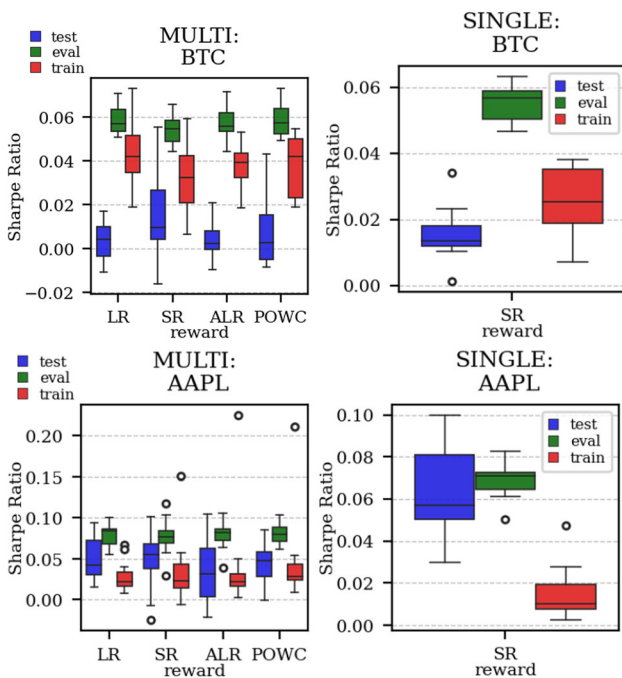 test
eval
train
MULTI:
BTC
Sharpe Ratio
0.06
0.04
0.02
0.00
−0.02
LR SR ALR POWC
reward
SINGLE:
BTC
test
eval
train
Sharpe Ratio
0.06
0.04
0.02
0.00
SR
reward
test
eval
train
MULTI:
AAPL
Sharpe Ratio
0.20
0.15
0.10
0.05
0.00
LR SR ALR POWC
reward
SINGLE:
AAPL
test
eval
train
Sharpe Ratio
0.10
0.08
0.06
0.04
0.02
0.00
SR
reward